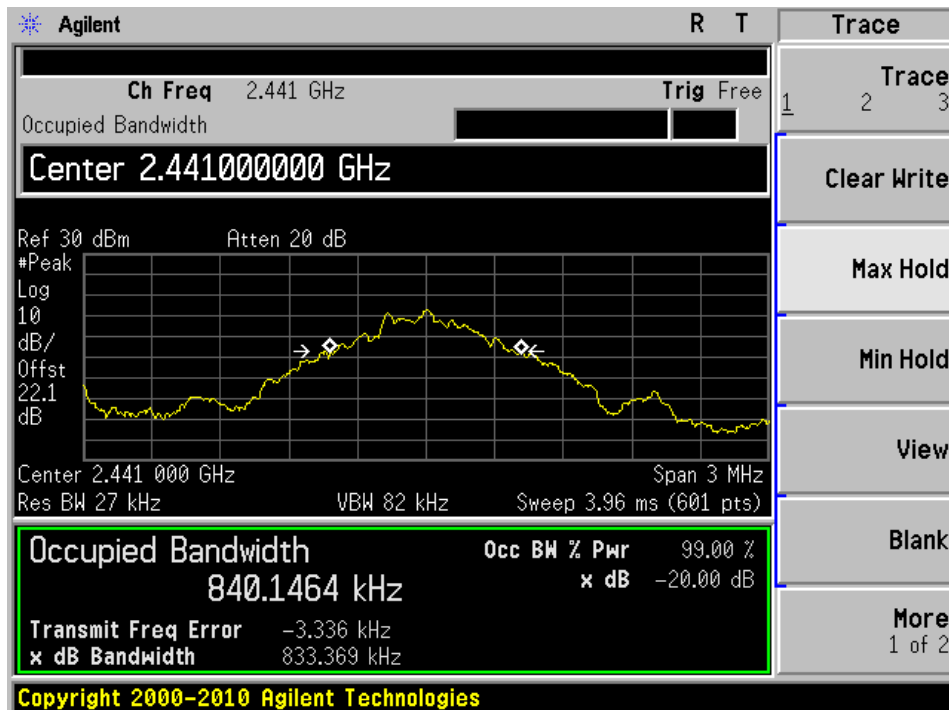 Agilent R T Trace
Ch Freq 2.441 GHz Trig Free
Occupied Bandwidth
Center 2.441000000 GHz
Ref 30 dBm Atten 20 dB
#Peak
Log
10
dB/
Offst
22.1
dB
Center 2.441 000 GHz Span 3 MHz
Res BW 27 kHz VBW 82 kHz Sweep 3.96 ms (601 pts)
Occupied Bandwidth Occ BW % Pwr 99.00 %
840.1464 kHz x dB -20.00 dB
Transmit Freq Error -3.336 kHz
x dB Bandwidth 833.369 kHz
Copyright 2000-2010 Agilent Technologies
Trace
1 2 3
Clear Write
Max Hold
Min Hold
View
Blank
More
1 of 2